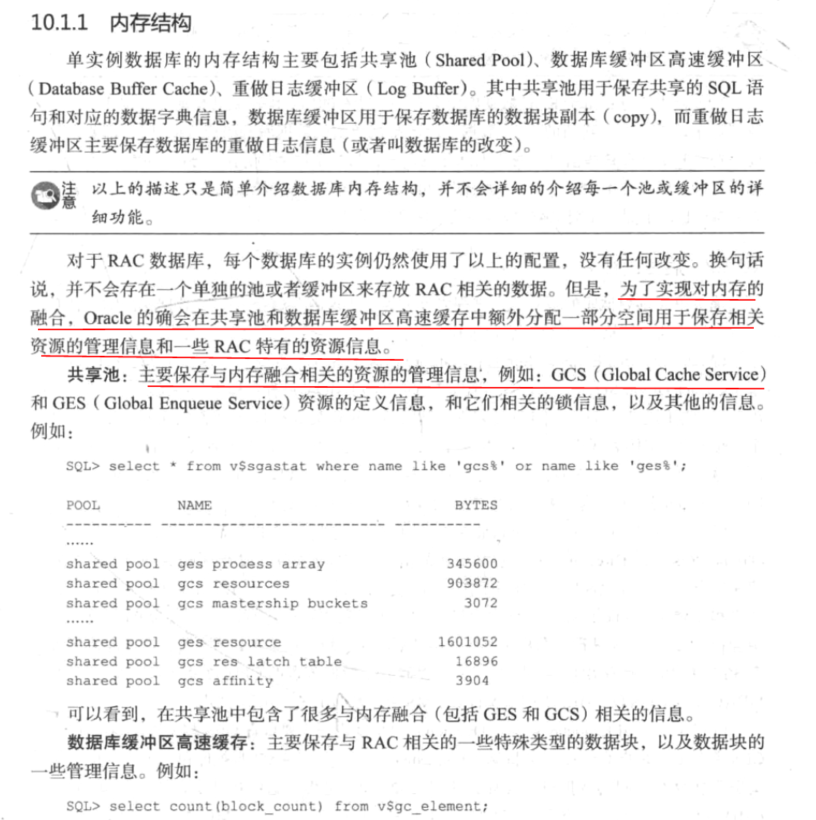 10.1.1 内存结构
单实例数据库的内存结构主要包括共享池（Shared Pool）、数据库缓冲区高速缓冲区
（Database Buffer Cache）、重做日志缓冲区（Log Buffer）。其中共享池用于保存共享的 SQL 语
句和对应的数据字典信息，数据库缓冲区用于保存数据库的数据块副本（copy），而重做日志
缓冲区主要保存数据库的重做日志信息（或者叫数据库的改变）。
注意 以上的描述只是简单介绍数据库内存结构，并不会详细的介绍每一个池或缓冲区的详
细功能。
对于 RAC 数据库，每个数据库的实例仍然使用了以上的配置，没有任何改变。换句话
说，并不会存在一个单独的池或者缓冲区来存放 RAC 相关的数据。但是，为了实现对内存的
融合，Oracle 的确会在共享池和数据库缓冲区高速缓存中额外分配一部分空间用于保存相关
资源的管理信息和一些 RAC 特有的资源信息。
共享池：主要保存与内存融合相关的资源的管理信息，例如：GCS（Global Cache Service）
和 GES（Global Enqueue Service）资源的定义信息，和它们相关的锁信息，以及其他的信息。
例如：
SQL> select * from v$sgastat where name like 'gcs%' or name like 'ges%';
POOL NAME BYTES
---------- -------------------------- ----------
......
shared pool ges process array 345600
shared pool gcs resources 903872
shared pool gcs mastership buckets 3072
......
shared pool ges resource 1601052
shared pool gcs res latch table 16896
shared pool gcs affinity 3904
可以看到，在共享池中包含了很多与内存融合（包括 GES 和 GCS）相关的信息。
数据库缓冲区高速缓存：主要保存与 RAC 相关的一些特殊类型的数据块，以及数据块的
一些管理信息。例如：
SQL> select count(block_count) from v$gc_element;